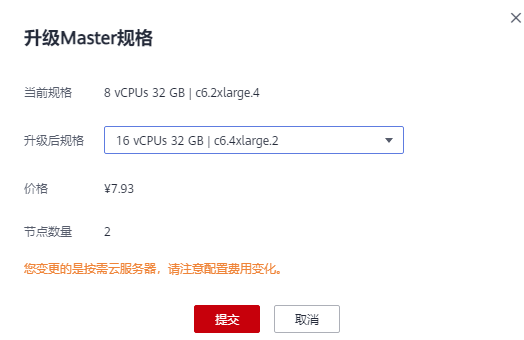 升级Master规格
当前规格 8 vCPUs 32 GB | c6.2xlarge.4
升级后规格 16 vCPUs 32 GB | c6.4xlarge.2
价格 ¥7.93
节点数量 2
您变更的是按需云服务器，请注意配置费用变化。
提交 取消